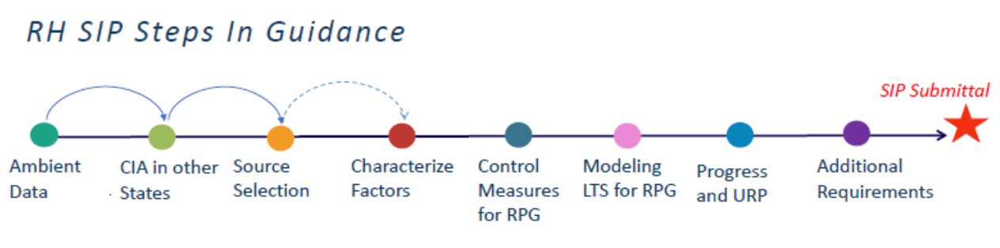 RH SIP Steps In Guidance
SIP Submittal
Ambient
Data
CIA in other
States
Source
Selection
Characterize
Factors
Control
Measures
for RPG
Modeling
LTS for RPG
Progress
and URP
Additional
Requirements